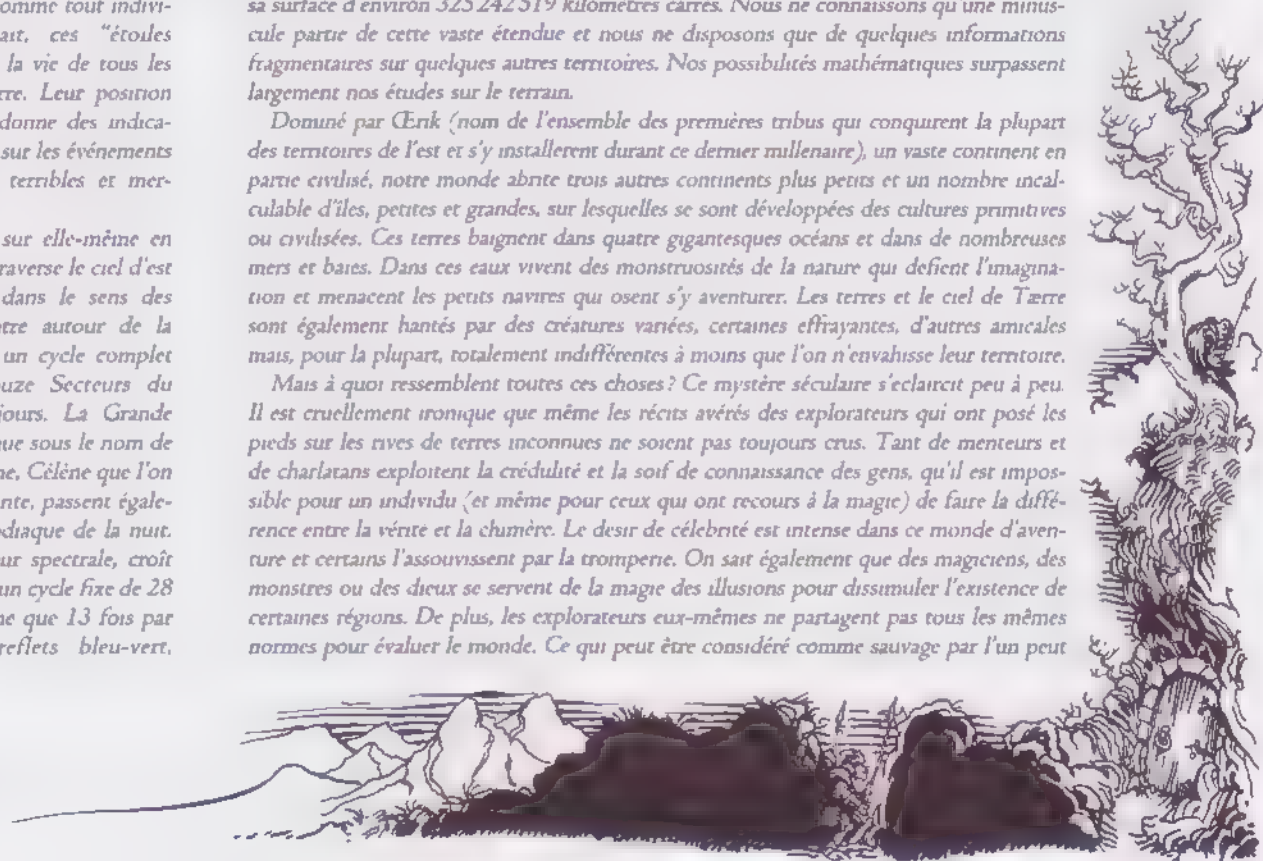 omme tout indivi-
ait, ces "étoiles
la vie de tous les
rre. Leur position
donne des indica-
sur les événements
terribles et mer-
sur elle-même en
raverse le ciel d'est
dans le sens des
tre autour de la
un cycle complet
uze Secteurs du
jours. La Grande
ue sous le nom de
ne, Célène que l'on
nte, passent égale-
diaque de la nuit.
ur spectrale, croît
un cycle fixe de 28
ne que 13 fois par
reflets bleu-vert,
sa surface d'environ 325 242 519 kilomètres carrés. Nous ne connaissons qu'une minus-
cule partie de cette vaste étendue et nous ne disposons que de quelques informations
fragmentaires sur quelques autres territoires. Nos possibilités mathématiques surpassent
largement nos études sur le terrain.
Dominé par Œrik (nom de l'ensemble des premières tribus qui conquirent la plupart
des territoires de l'est et s'y installerent durant ce dernier millenaire), un vaste continent en
partie civilisé, notre monde abrite trois autres continents plus petits et un nombre incal-
culable d'îles, petites et grandes, sur lesquelles se sont développées des cultures primitives
ou civilisées. Ces terres baignent dans quatre gigantesques océans et dans de nombreuses
mers et baies. Dans ces eaux vivent des monstruosités de la nature qui defient l'imagina-
tion et menacent les petits navires qui osent s'y aventurer. Les terres et le ciel de Tærre
sont également hantés par des créatures variées, certaines effrayantes, d'autres amicales
mais, pour la plupart, totalement indifférentes à moins que l'on n'envahisse leur territoire.
Mais à quoi ressemblent toutes ces choses ? Ce mystère séculaire s'eclaircit peu à peu.
Il est cruellement ironique que même les récits avérés des explorateurs qui ont posé les
pieds sur les rives de terres inconnues ne soient pas toujours crus. Tant de menteurs et
de charlatans exploitent la crédulité et la soif de connaissance des gens, qu'il est impos-
sible pour un individu (et même pour ceux qui ont recours à la magie) de faire la diffé-
rence entre la vérite et la chimère. Le desir de célebrité est intense dans ce monde d'aven-
ture et certains l'assouvissent par la tromperie. On sait également que des magiciens, des
monstres ou des dieux se servent de la magie des illusions pour dissimuler l'existence de
certaines régions. De plus, les explorateurs eux-mêmes ne partagent pas tous les mêmes
normes pour évaluer le monde. Ce qui peut être considéré comme sauvage par l'un peut